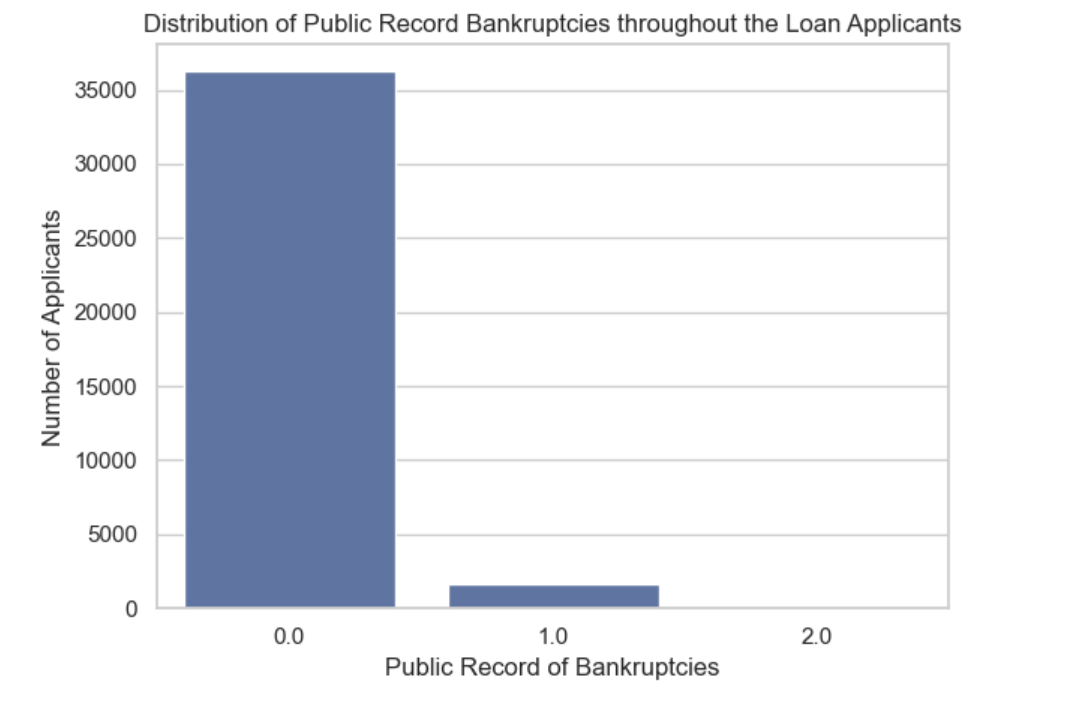 Distribution of Public Record Bankruptcies throughout the Loan Applicants
Number of Applicants
35000
30000
25000
20000
15000
10000
5000
0
0.0 1.0 2.0
Public Record of Bankruptcies